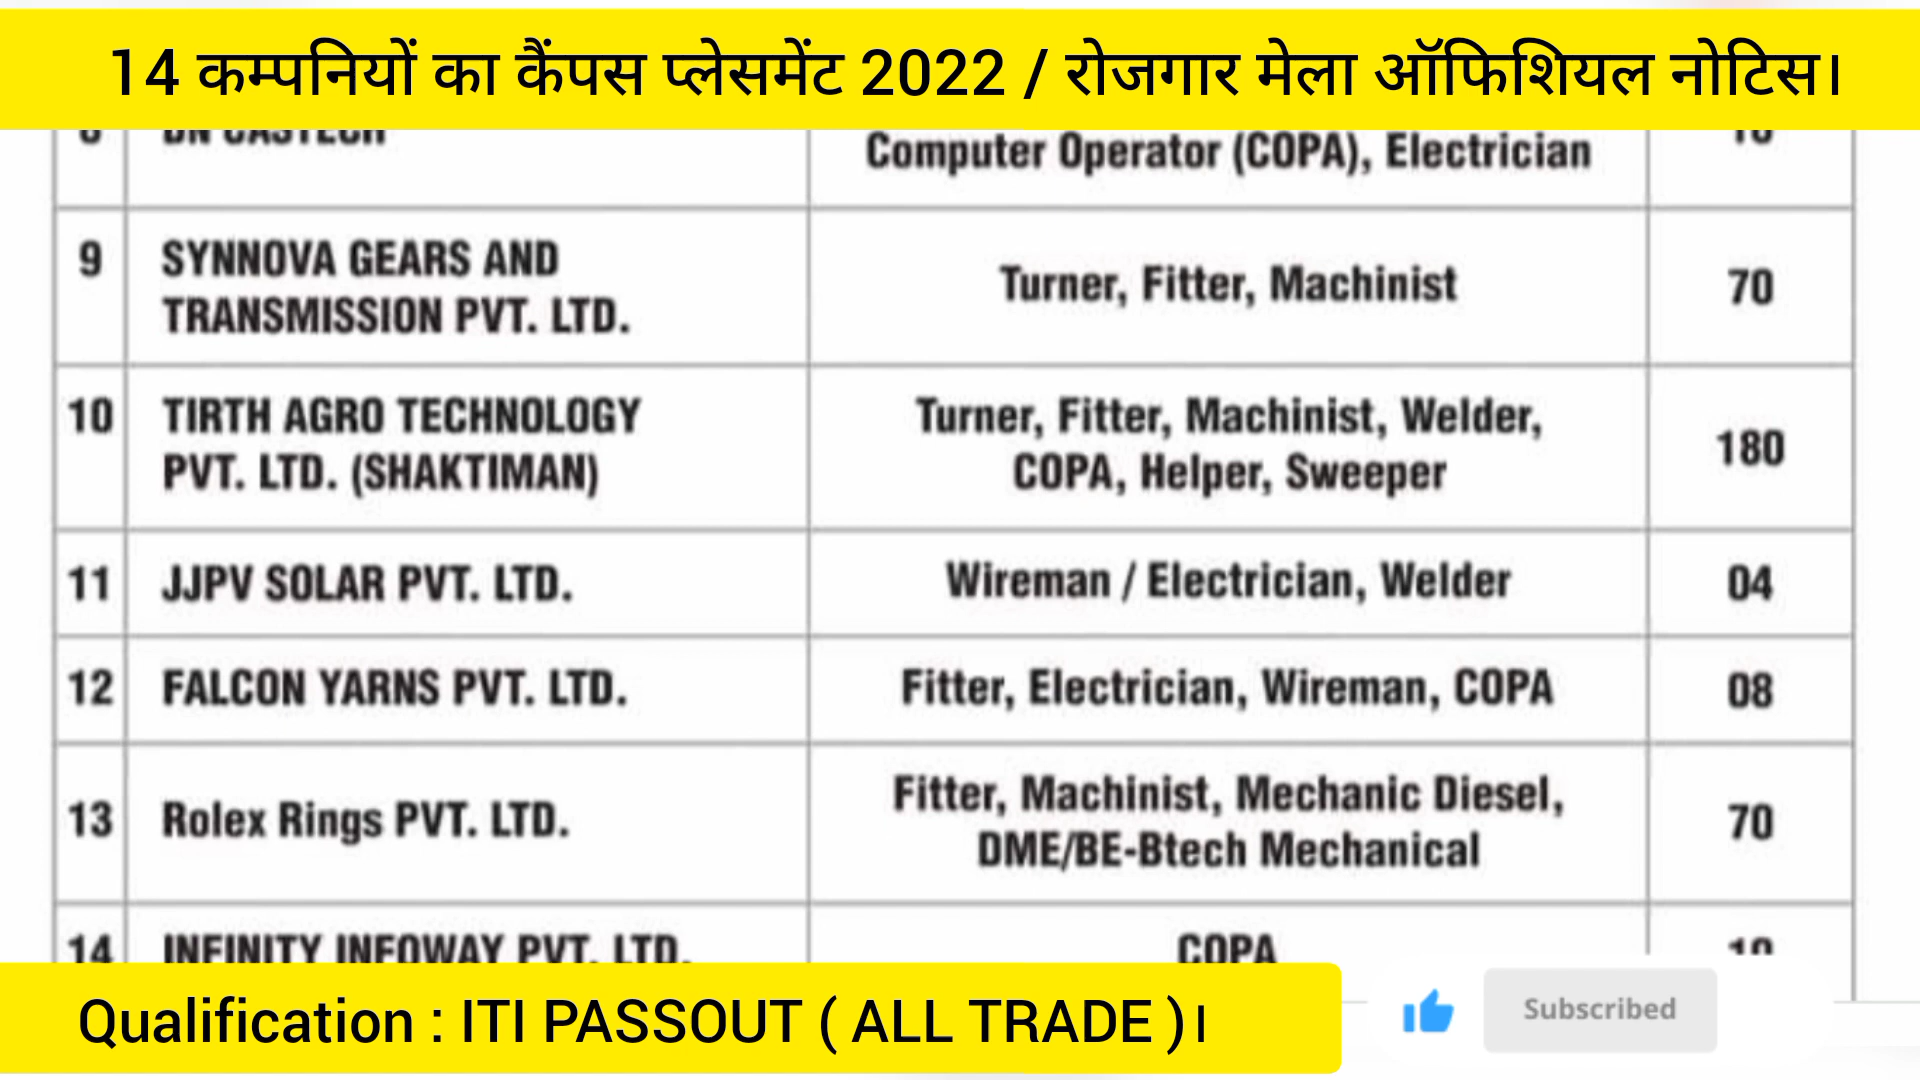 14 कम्पनियों का कैंपस प्लेसमेंट 2022 / रोजगार मेला ऑफिशियल नोटिस।
Computer Operator (COPA), Electrician
9
SYNNOVA GEARS AND
TRANSMISSION PVT. LTD.
Turner, Fitter, Machinist
70
10
TIRTH AGRO TECHNOLOGY
PVT. LTD. (SHAKTIMAN)
Turner, Fitter, Machinist, Welder,
COPA, Helper, Sweeper
180
11
JJPV SOLAR PVT. LTD.
Wireman / Electrician, Welder
04
12
FALCON YARNS PVT. LTD.
Fitter, Electrician, Wireman, COPA
08
13
Rolex Rings PVT. LTD.
Fitter, Machinist, Mechanic Diesel,
DME/BE-Btech Mechanical
70
14
INFINITY INFOWAY PVT. LTD.
COPA
Qualification : ITI PASSOUT ( ALL TRADE )।
Subscribed